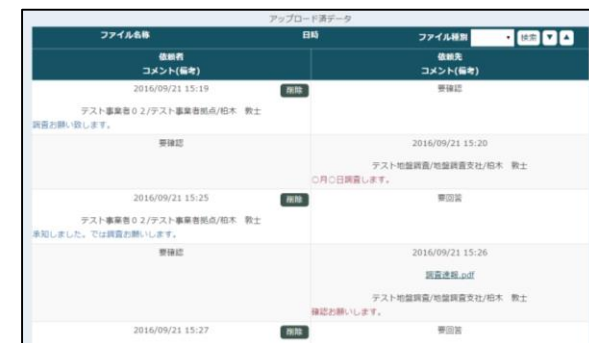 アップロード済データ
ファイル名称 日時 ファイル種別 検索 ▼ ▲
依頼者 依頼先
コメント(備考) コメント(備考)
2016/09/21 15:19 削除 要確認
テスト事業者02/テスト事業者拠点/柏木 敦士
調査お願い致します。
要確認 2016/09/21 15:20
テスト地盤調査/地盤調査支社/柏木 敦士
○月○日調査します。
2016/09/21 15:25 削除 要回答
テスト事業者02/テスト事業者拠点/柏木 敦士
承知しました。では調査お願いします。
要確認 2016/09/21 15:26
調査速報.pdf
テスト地盤調査/地盤調査支社/柏木 敦士
確認お願いします。
2016/09/21 15:27 削除 要回答